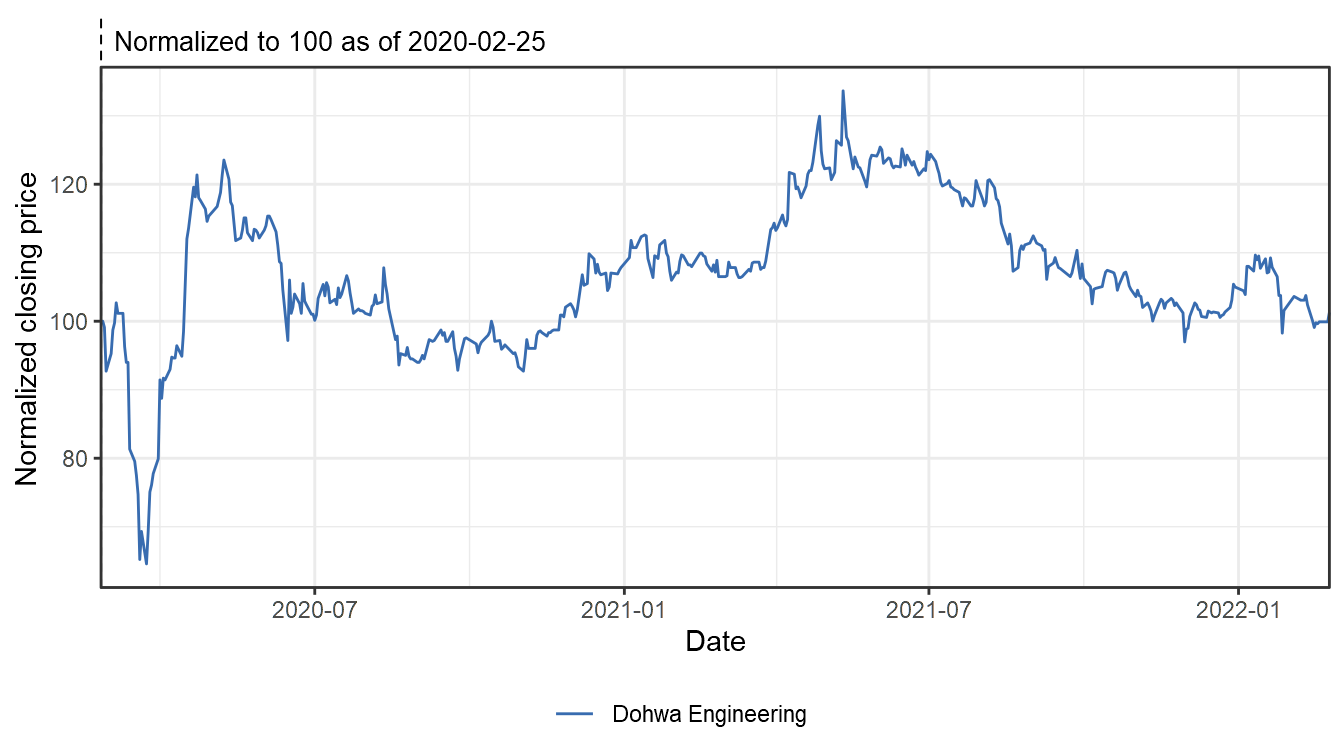 Normalized to 100 as of 2020-02-25
Normalized closing price
120
100
80
2020-07
2021-01
2021-07
2022-01
Date
Dohwa Engineering